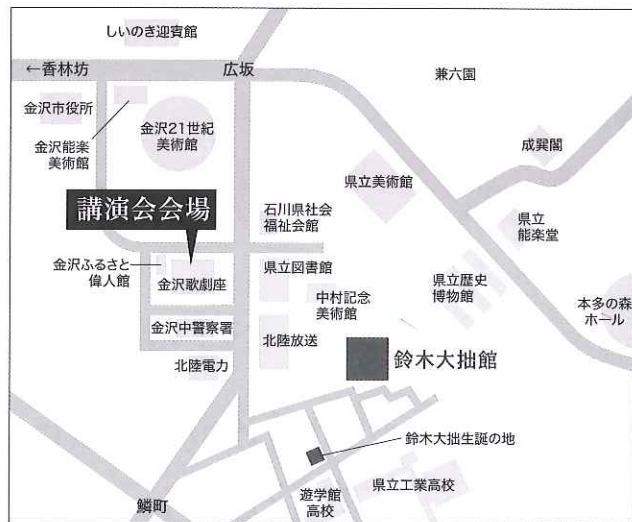 しいのき迎賓館
←香林坊
広坂
兼六園
金沢市役所
金沢能楽
美術館
金沢21世紀
美術館
成巽閣
県立美術館
講演会会場
石川県社会
福祉会館
県立
能楽堂
金沢ふるさと
偉人館
金沢歌劇座
県立図書館
県立歴史
博物館
中村記念
美術館
本多の森
ホール
金沢中警察署
北陸放送
鈴木大拙館
北陸電力
鈴木大拙生誕の地
鱗町
遊学館
高校
県立工業高校